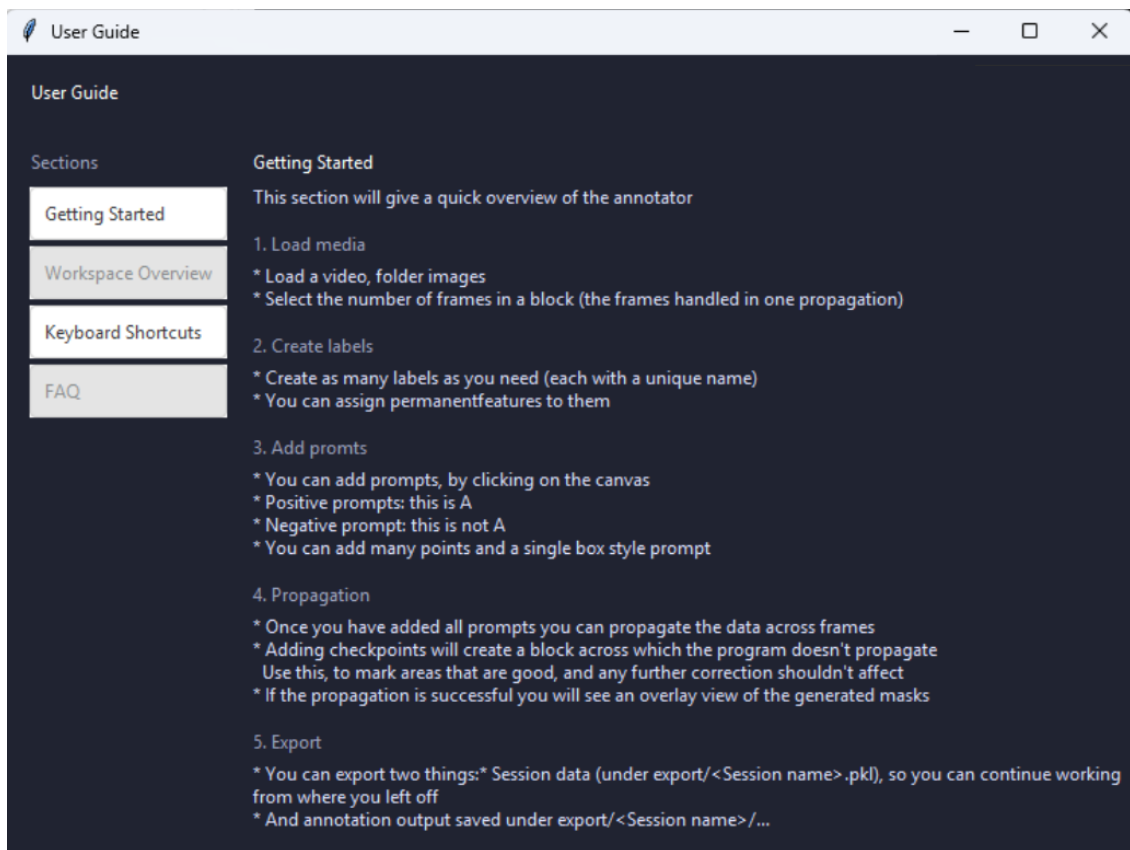 User Guide
User Guide
Sections
Getting Started
Workspace Overview
Keyboard Shortcuts
FAQ
Getting Started
This section will give a quick overview of the annotator
1. Load media
* Load a video, folder images
* Select the number of frames in a block (the frames handled in one propagation)
2. Create labels
* Create as many labels as you need (each with a unique name)
* You can assign permanentfeatures to them
3. Add promts
* You can add prompts, by clicking on the canvas
* Positive prompts: this is A
* Negative prompt: this is not A
* You can add many points and a single box style prompt
4. Propagation
* Once you have added all prompts you can propagate the data across frames
* Adding checkpoints will create a block across which the program doesn't propagate
Use this, to mark areas that are good, and any further correction shouldn't affect
* If the propagation is successful you will see an overlay view of the generated masks
5. Export
* You can export two things:* Session data (under export/<Session name>.pkl), so you can continue working
from where you left off
* And annotation output saved under export/<Session name>/...